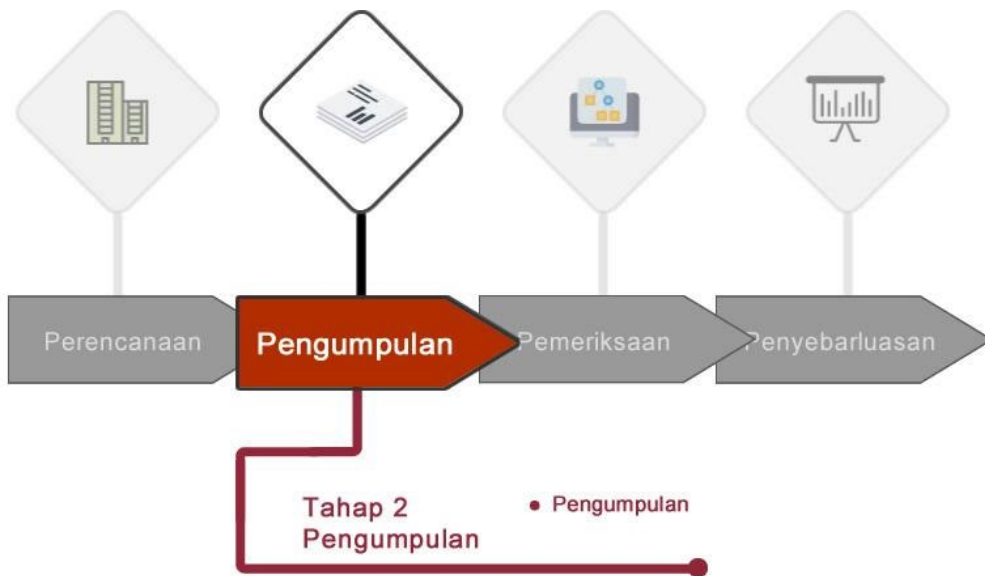 Perencanaan
Pengumpulan
Pemeriksaan
Penyebarluasan
Tahap 2
Pengumpulan
• Pengumpulan